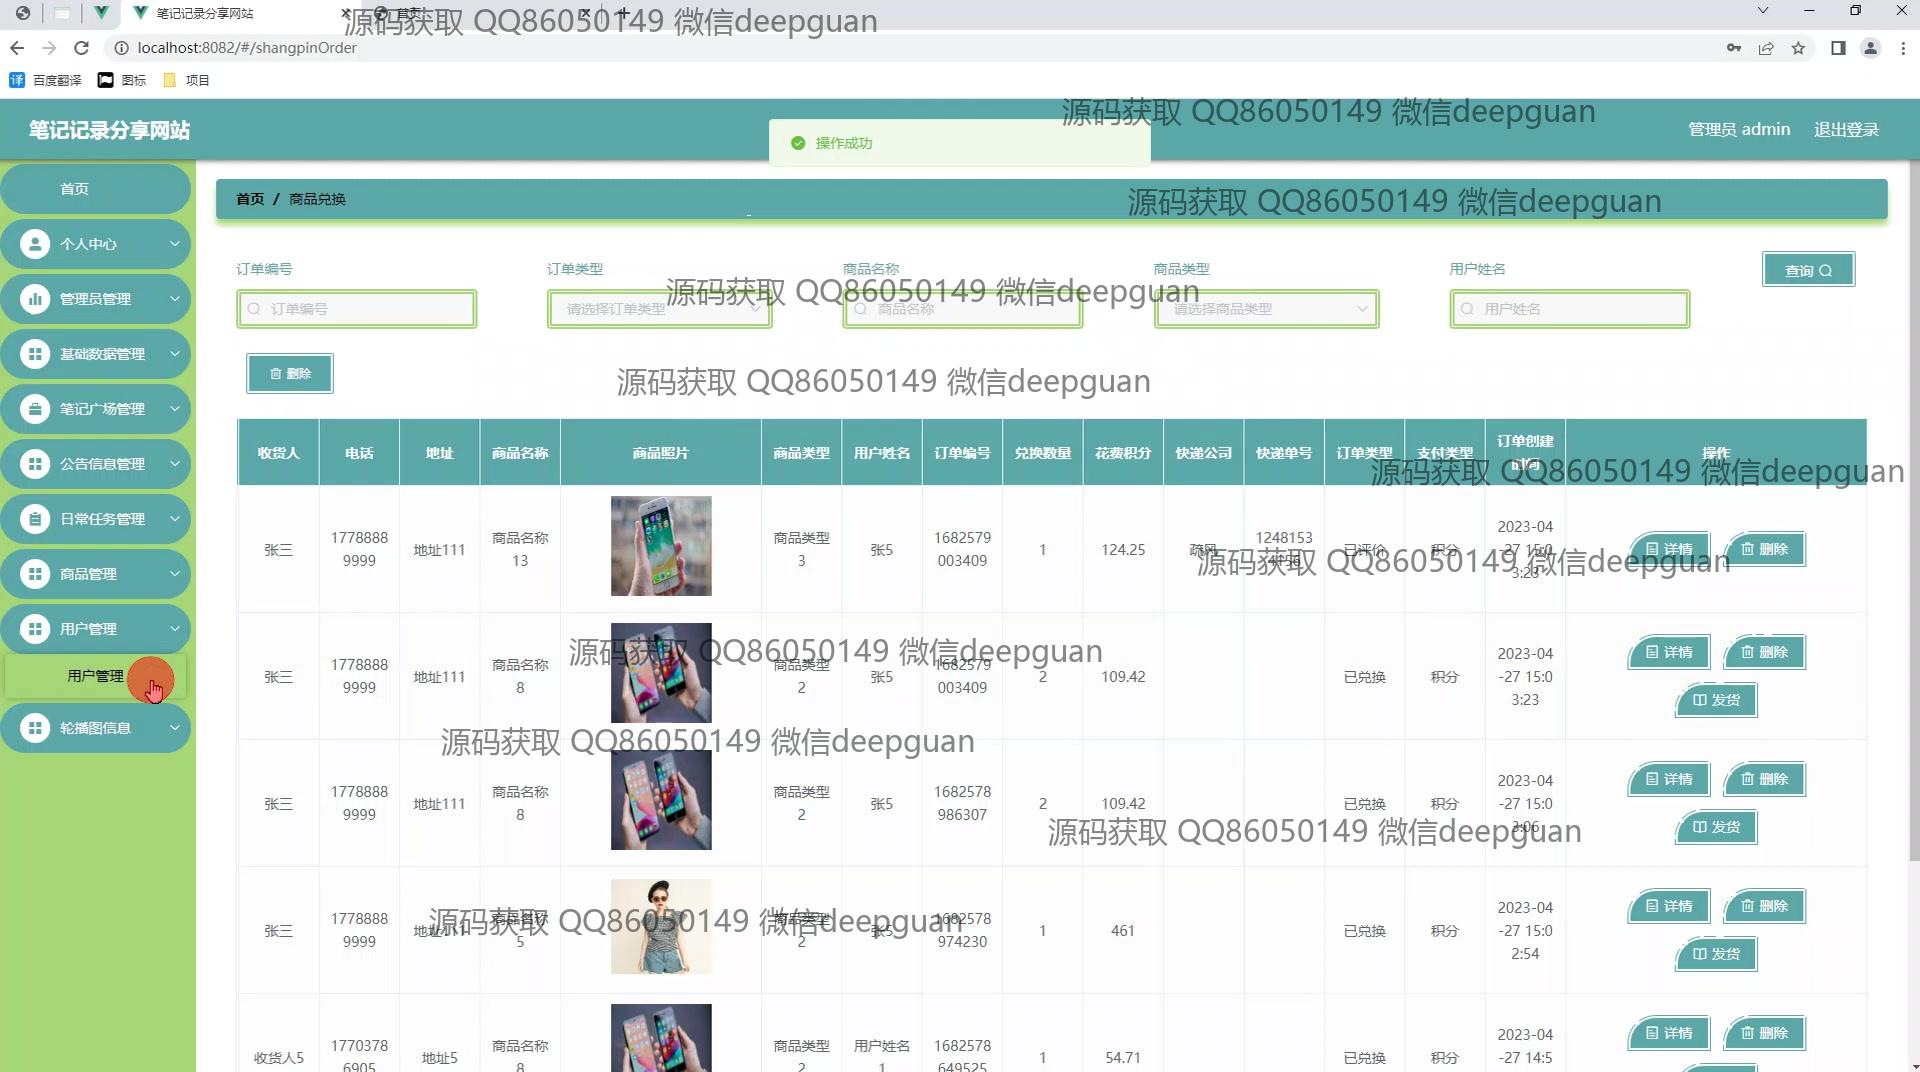 笔记记录分享网站
源码获取 QQ86050149 微信deepguan
localhost:8082/#/shangpinOrder
百度翻译 图标 项目
笔记记录分享网站
源码获取 QQ86050149 微信deepguan
操作成功
管理员 admin 退出登录
首页
个人中心
管理员管理
基础数据管理
笔记广场管理
公告信息管理
日常任务管理
商品管理
用户管理
用户管理
轮播图信息
首页 / 商品兑换
源码获取 QQ86050149 微信deepguan
订单编号 订单类型 商品名称 商品类型 用户姓名
查询
源码获取 QQ86050149 微信deepguan
订单编号 请选择订单类型 商品名称 请选择商品类型 用户姓名
删除
源码获取 QQ86050149 微信deepguan
收货人 电话 地址 商品名称 商品照片 商品类型 用户姓名 订单编号 兑换数量 花费积分 快递公司 快递单号 订单类型 支付类型 订单创建时间 操作
源码获取 QQ86050149 微信deepguan
张三 17788889999 地址111 商品名称13 商品类型3 张5 1682579003409 1 124.25 1248153 已评价 积分 2023-04-27 15:03:23 详情 删除
源码获取 QQ86050149 微信deepguan
张三 17788889999 地址111 商品名称8 商品类型2 张5 1682579003409 2 109.42 已兑换 积分 2023-04-27 15:03:23 详情 删除
发货
源码获取 QQ86050149 微信deepguan
源码获取 QQ86050149 微信deepguan
张三 17788889999 地址111 商品名称8 商品类型2 张5 1682578986307 2 109.42 已兑换 积分 2023-04-27 15:03:06 详情 删除
发货
源码获取 QQ86050149 微信deepguan
张三 17788889999 地址111 商品名称5 商品类型2 张5 1682578974230 1 461 已兑换 积分 2023-04-27 15:02:54 详情 删除
发货
源码获取 QQ86050149 微信deepguan
收货人5 17703786905 地址5 商品名称8 商品类型2 用户姓名1 1682578649525 1 54.71 已兑换 积分 2023-04-27 14:5 详情 删除